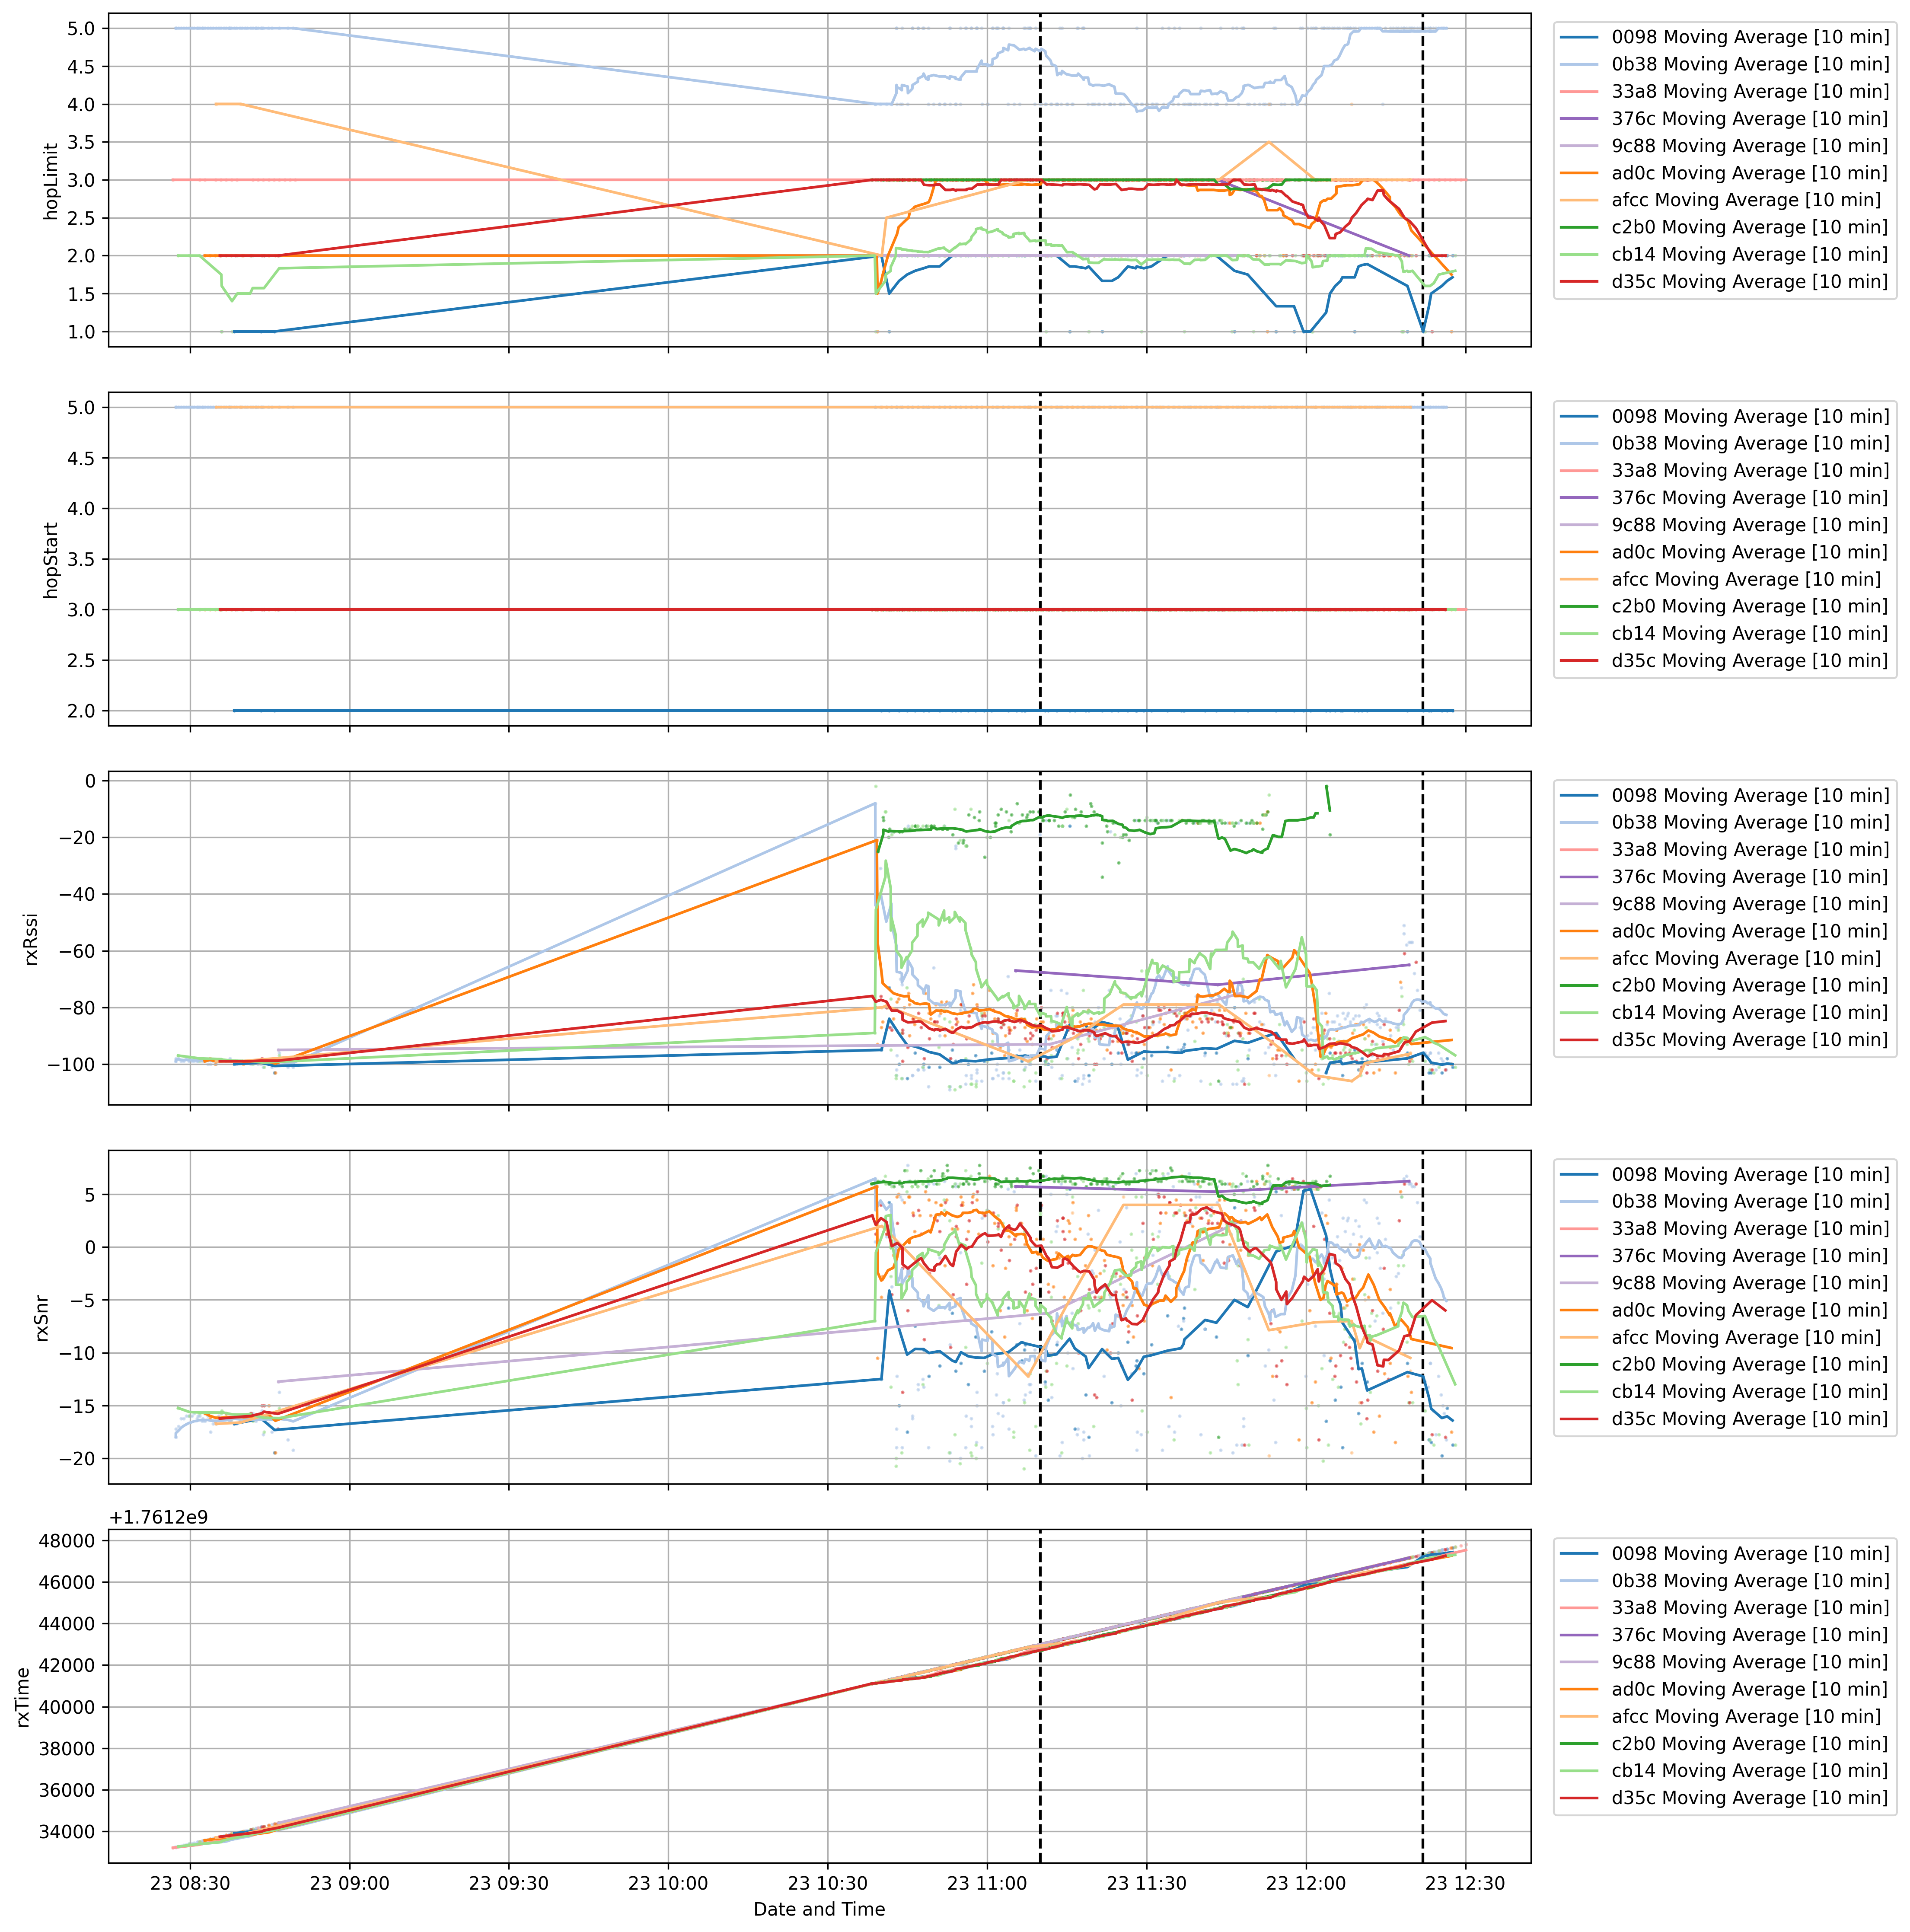 5.0
4.5
4.0
3.5
3.0
2.5
2.0
1.5
1.0
hopLimit
0098 Moving Average [10 min]
0b38 Moving Average [10 min]
33a8 Moving Average [10 min]
376c Moving Average [10 min]
9c88 Moving Average [10 min]
ad0c Moving Average [10 min]
afcc Moving Average [10 min]
c2b0 Moving Average [10 min]
cb14 Moving Average [10 min]
d35c Moving Average [10 min]
5.0
4.5
4.0
3.5
3.0
2.5
2.0
hopStart
0098 Moving Average [10 min]
0b38 Moving Average [10 min]
33a8 Moving Average [10 min]
376c Moving Average [10 min]
9c88 Moving Average [10 min]
ad0c Moving Average [10 min]
afcc Moving Average [10 min]
c2b0 Moving Average [10 min]
cb14 Moving Average [10 min]
d35c Moving Average [10 min]
0
−20
−40
−60
−80
−100
rxRssi
0098 Moving Average [10 min]
0b38 Moving Average [10 min]
33a8 Moving Average [10 min]
376c Moving Average [10 min]
9c88 Moving Average [10 min]
ad0c Moving Average [10 min]
afcc Moving Average [10 min]
c2b0 Moving Average [10 min]
cb14 Moving Average [10 min]
d35c Moving Average [10 min]
5
0
−5
−10
−15
−20
rxSnr
0098 Moving Average [10 min]
0b38 Moving Average [10 min]
33a8 Moving Average [10 min]
376c Moving Average [10 min]
9c88 Moving Average [10 min]
ad0c Moving Average [10 min]
afcc Moving Average [10 min]
c2b0 Moving Average [10 min]
cb14 Moving Average [10 min]
d35c Moving Average [10 min]
+1.7612e9
48000
46000
44000
42000
40000
38000
36000
34000
rxTime
0098 Moving Average [10 min]
0b38 Moving Average [10 min]
33a8 Moving Average [10 min]
376c Moving Average [10 min]
9c88 Moving Average [10 min]
ad0c Moving Average [10 min]
afcc Moving Average [10 min]
c2b0 Moving Average [10 min]
cb14 Moving Average [10 min]
d35c Moving Average [10 min]
23 08:30 23 09:00 23 09:30 23 10:00 23 10:30 23 11:00 23 11:30 23 12:00 23 12:30
Date and Time